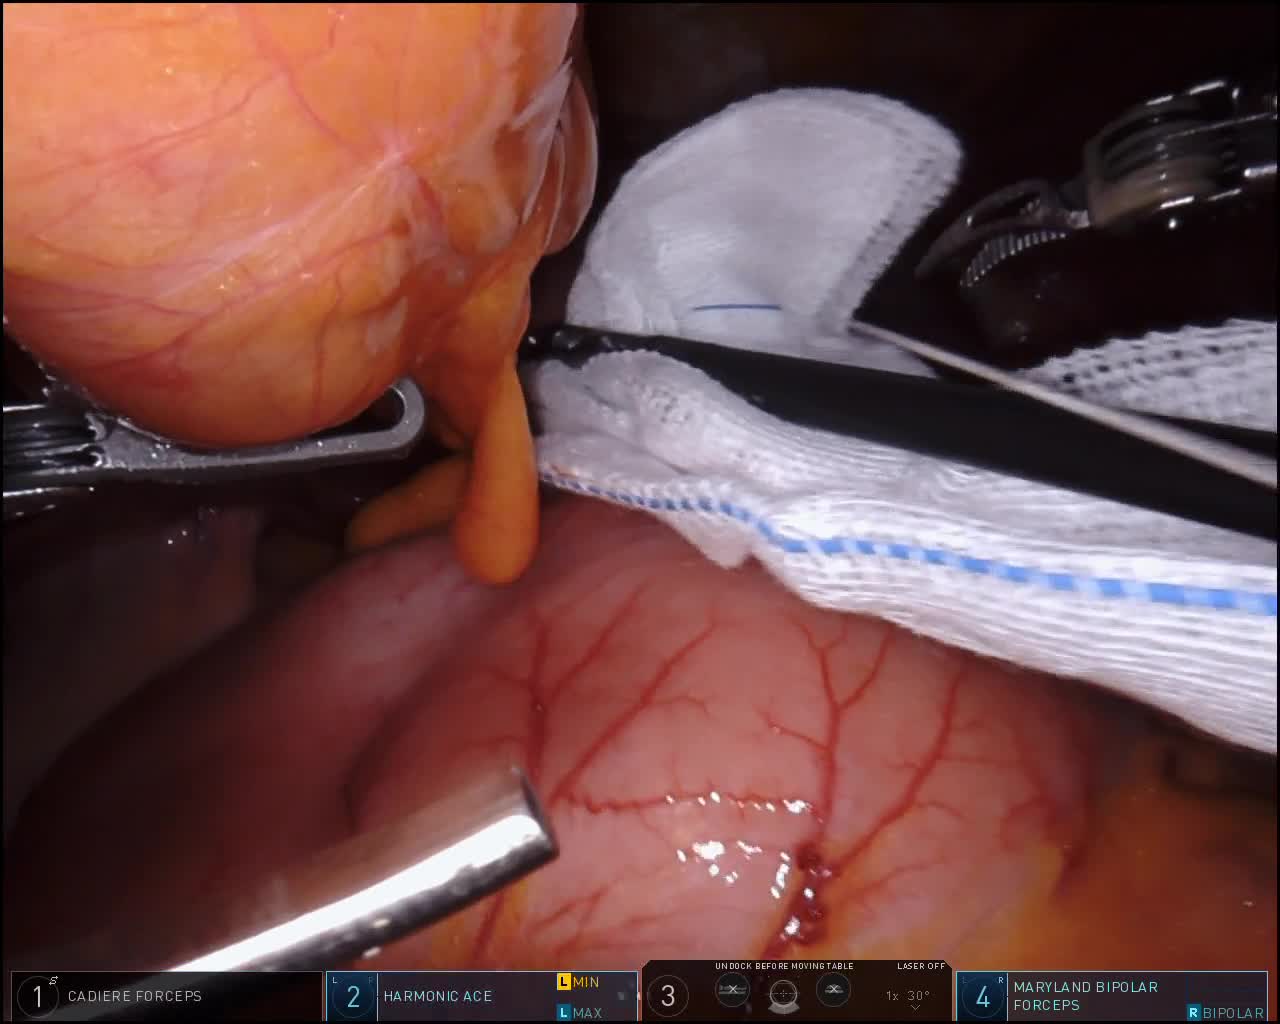 UNDOCK BEFORE MOVING TABLE LASER OFF
1 CADIERE FORCEPS
L R
2 HARMONIC ACE
L MIN
L MAX
3
1x 30°
R
4 MARYLAND BIPOLAR
FORCEPS
R BIPOLAR